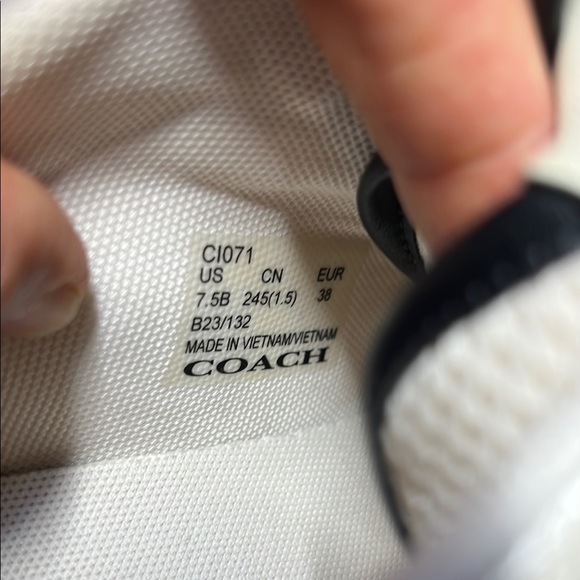 CI071
US CN EUR
7.5B 245(1.5) 38
B23/132
MADE IN VIETNAM/VIETNAM
COACH